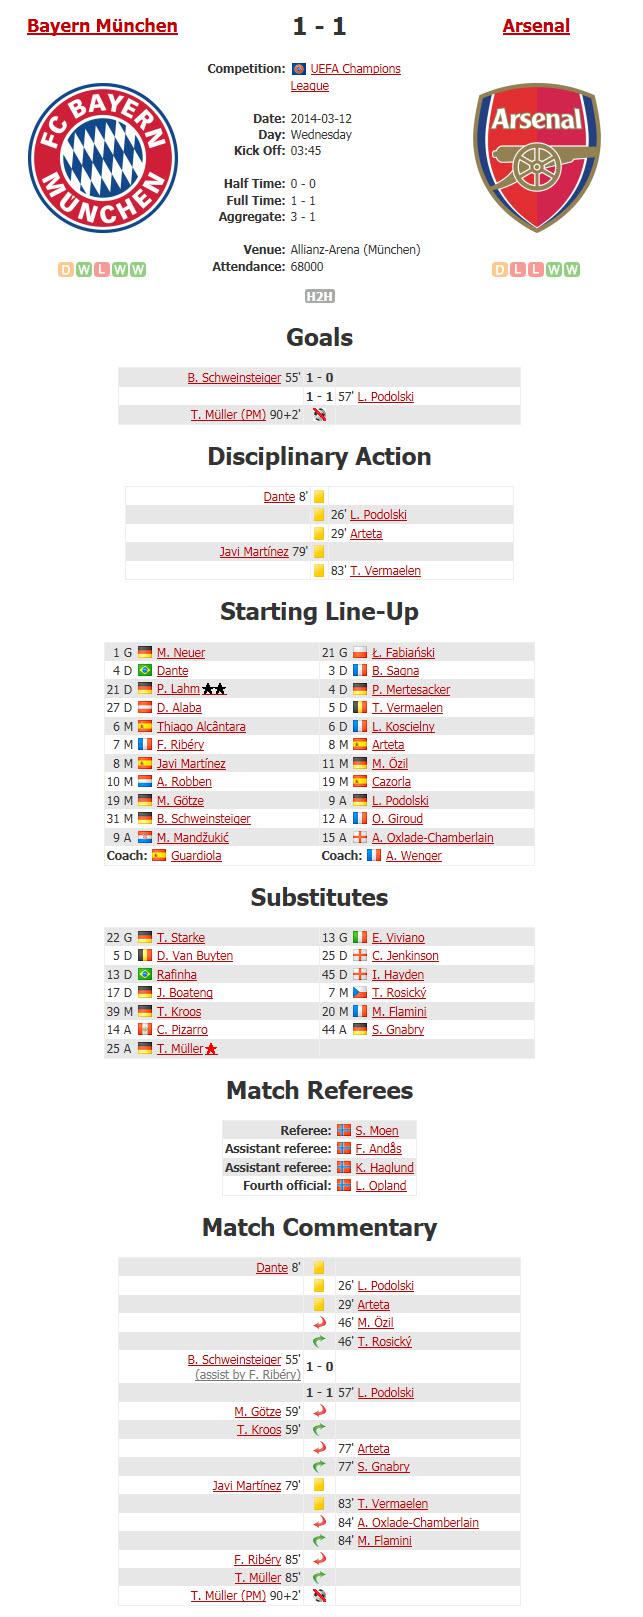 Bayern München 1 - 1 Arsenal
Competition: UEFA Champions
League
FC BAYERN
MÜNCHEN
Arsenal
Date: 2014-03-12
Day: Wednesday
Kick Off: 03:45
Half Time: 0 - 0
Full Time: 1 - 1
Aggregate: 3 - 1
Venue: Allianz-Arena (München)
Attendance: 68000
D W L W W
D L L W W
H2H
Goals
B. Schweinsteiger 55' 1 - 0
1 - 1 57' L. Podolski
T. Müller (PM) 90+2'
Disciplinary Action
Dante 8'
26' L. Podolski
29' Arteta
Javi Martínez 79'
83' T. Vermaelen
Starting Line-Up
1 G M. Neuer 21 G Ł. Fabiański
4 D Dante 3 D B. Sagna
21 D P. Lahm 4 D P. Mertesacker
27 D D. Alaba 5 D T. Vermaelen
6 M Thiago Alcântara 6 D L. Koscielny
7 M F. Ribéry 8 M Arteta
8 M Javi Martínez 11 M M. Özil
10 M A. Robben 19 M Cazorla
19 M M. Götze 9 A L. Podolski
31 M B. Schweinsteiger 12 A O. Giroud
9 A M. Mandžukić 15 A A. Oxlade-Chamberlain
Coach: Guardiola Coach: A. Wenger
Substitutes
22 G T. Starke 13 G E. Viviano
5 D D. Van Buyten 25 D C. Jenkinson
13 D Rafinha 45 D I. Hayden
17 D J. Boateng 7 M T. Rosický
39 M T. Kroos 20 M M. Flamini
14 A C. Pizarro 44 A S. Gnabry
25 A T. Müller
Match Referees
Referee: S. Moen
Assistant referee: F. Andås
Assistant referee: K. Haglund
Fourth official: L. Opland
Match Commentary
Dante 8'
26' L. Podolski
29' Arteta
46' M. Özil
46' T. Rosický
B. Schweinsteiger 55' 1 - 0
(assist by F. Ribéry)
1 - 1 57' L. Podolski
M. Götze 59'
T. Kroos 59'
77' Arteta
77' S. Gnabry
Javi Martínez 79'
83' T. Vermaelen
84' A. Oxlade-Chamberlain
84' M. Flamini
F. Ribéry 85'
T. Müller 85'
T. Müller (PM) 90+2'